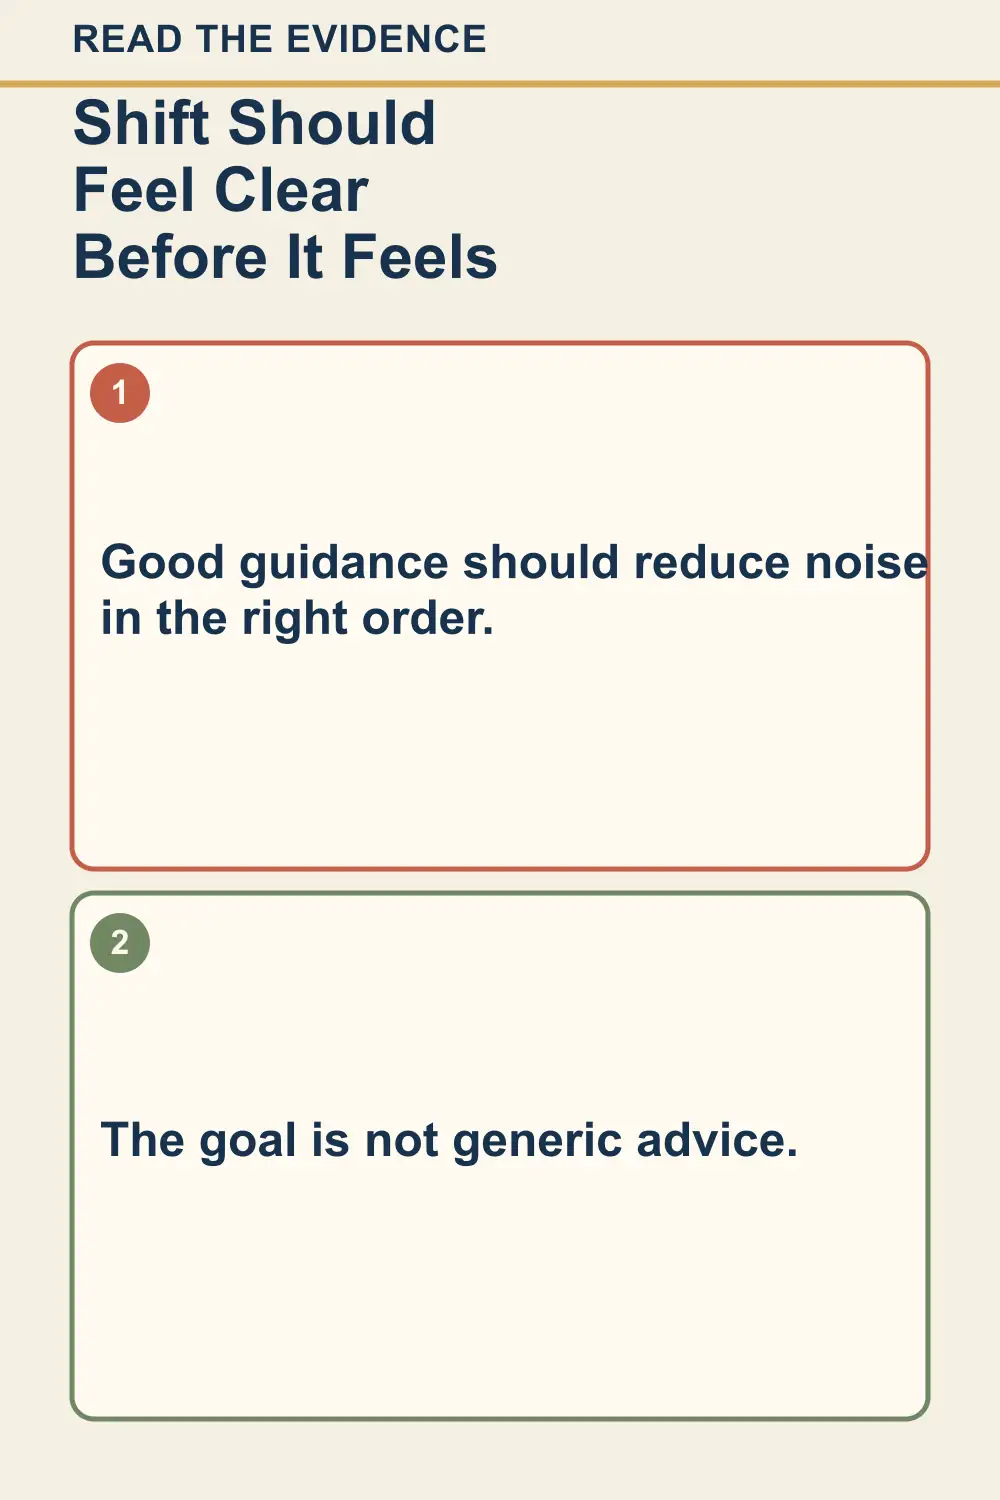 READ THE EVIDENCE
Shift Should
Feel Clear
Before It Feels
1
Good guidance should reduce noise
in the right order.
2
The goal is not generic advice.